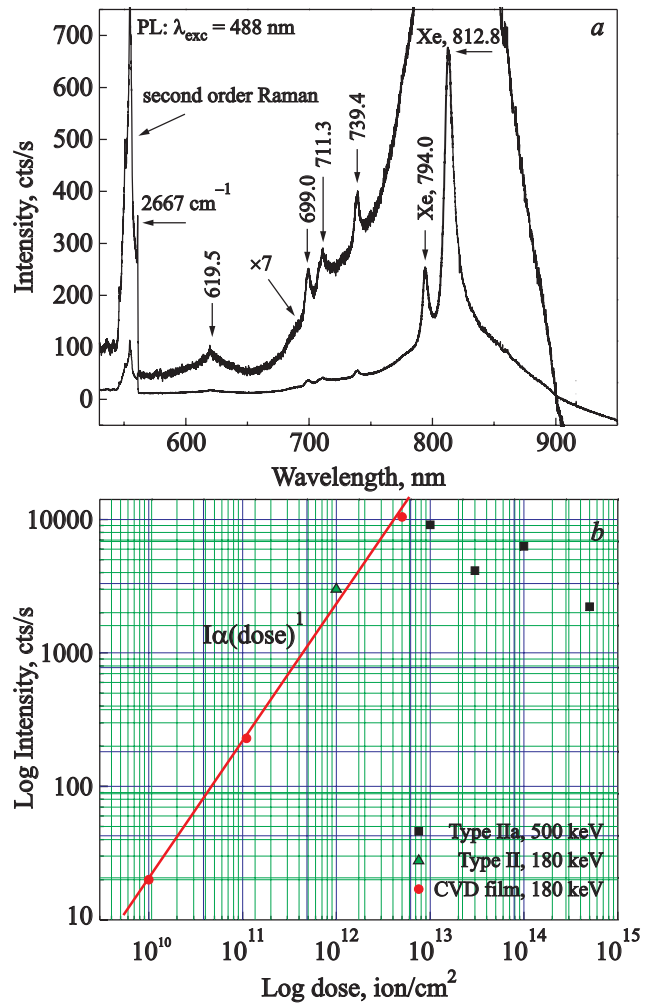 PL: λexc = 488 nm
a
Xe, 812.8
second order Raman
2667 cm⁻¹
619.5
×7
699.0
711.3
739.4
Xe, 794.0
700
600
500
400
300
200
100
0
Intensity, cts/s
600
700
800
900
Wavelength, nm
b
Iα(dose)¹
10000
1000
100
10
Log Intensity, cts/s
Type IIa, 500 keV
Type II, 180 keV
CVD film, 180 keV
10¹⁰
10¹¹
10¹²
10¹³
10¹⁴
10¹⁵
Log dose, ion/cm²